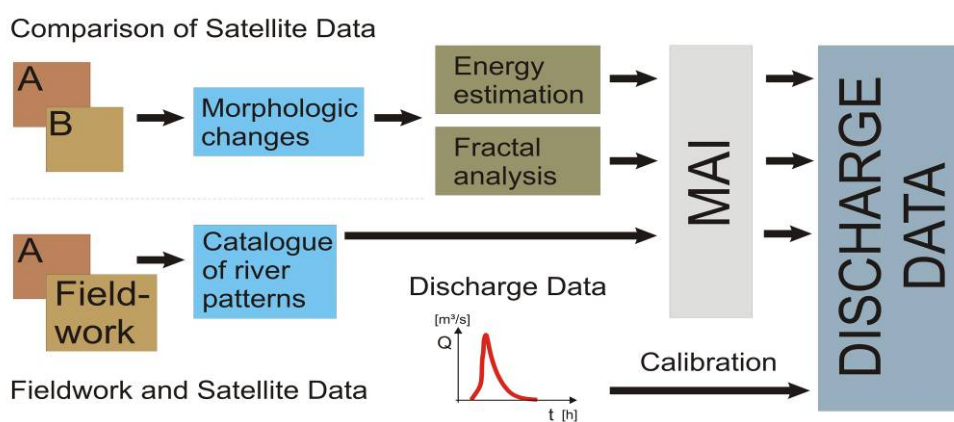 Comparison of Satellite Data
A
B
Morphologic
changes
Energy
estimation
Fractal
analysis
MAI
DISCHARGE
DATA
A
Field-
work
Catalogue
of river
patterns
Discharge Data
[m³/s]
Q
t [h]
Calibration
Fieldwork and Satellite Data